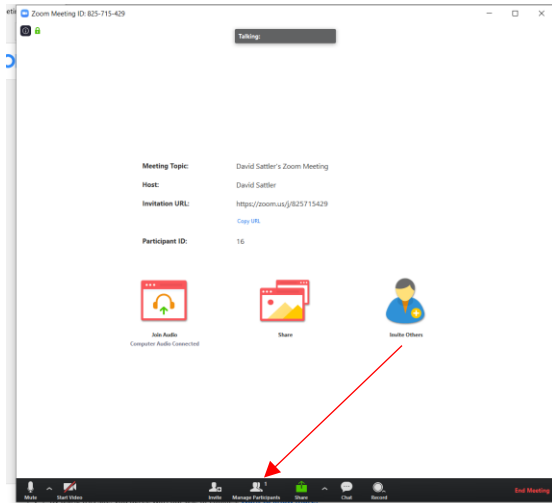 Zoom Meeting ID: 825-715-429
Talking:
Meeting Topic: David Sattler's Zoom Meeting
Host: David Sattler
Invitation URL: https://zoom.us/j/825715429
Copy URL
Participant ID: 16
Join Audio Share Invite Others
Computer Audio Connected
1
Mute Start Video Invite Manage Participants Share Chat Record End Meeting